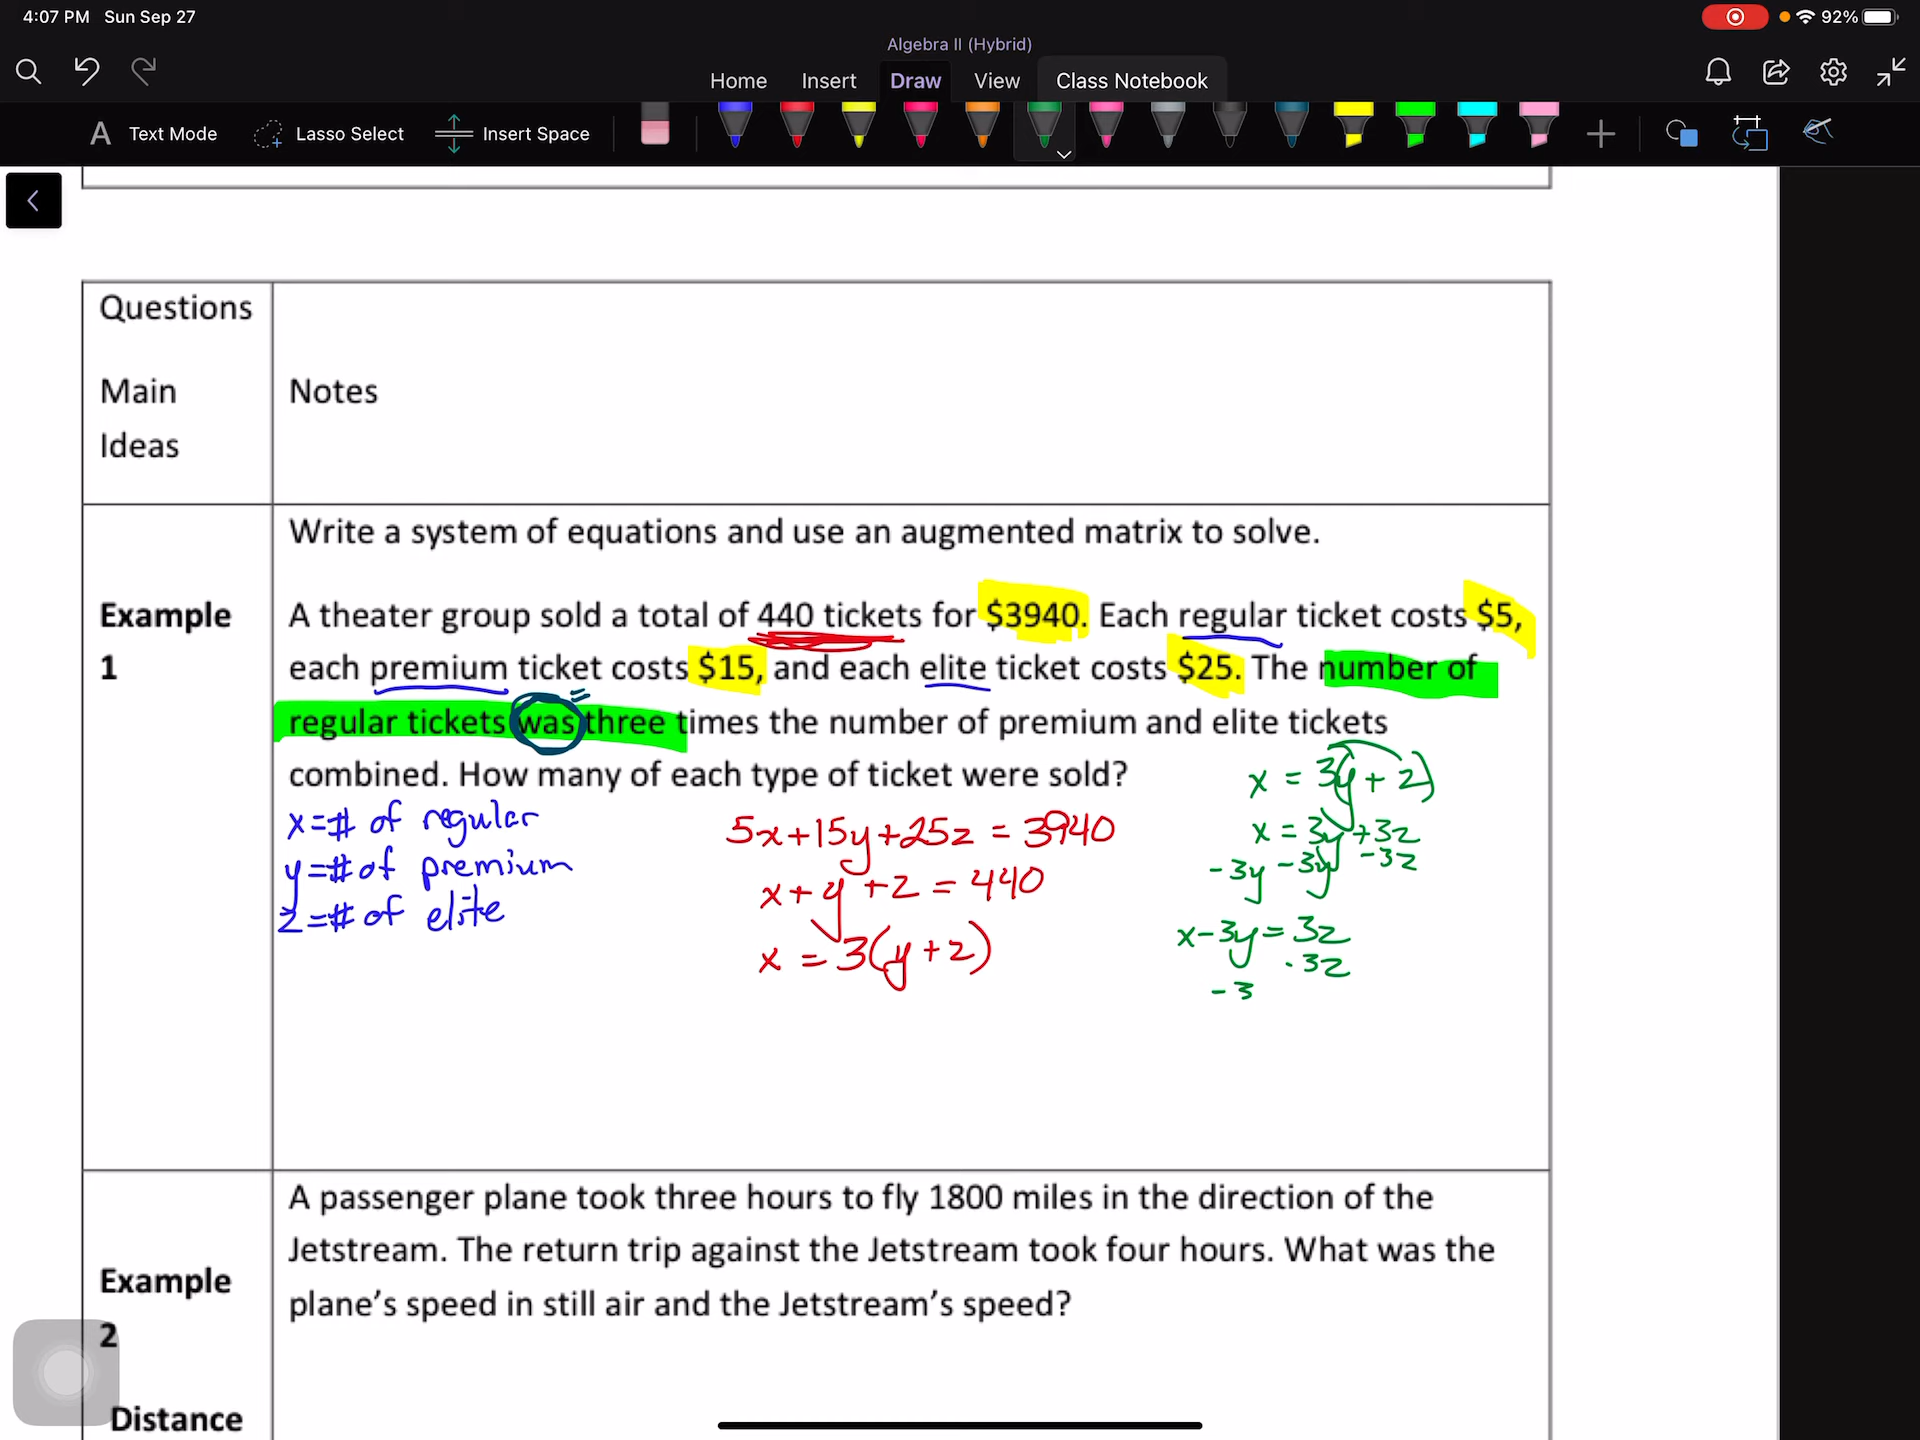 4:07 PM Sun Sep 27
92%
Algebra II (Hybrid)
Home Insert Draw View Class Notebook
A Text Mode Lasso Select Insert Space
Questions
Main
Ideas
Notes
Write a system of equations and use an augmented matrix to solve.
Example
1
A theater group sold a total of 440 tickets for $3940. Each regular ticket costs $5,
each premium ticket costs $15, and each elite ticket costs $25. The number of
regular tickets was three times the number of premium and elite tickets
combined. How many of each type of ticket were sold?
=
x=# of regular
y=# of premium
z=# of elite
5x+15y+25z = 3940
x+y+z = 440
x = 3(y+z)
x = 3(y+z)
x = 3y+3z
-3y -3y -3z
x-3y=3z
-3z
-3
A passenger plane took three hours to fly 1800 miles in the direction of the
Jetstream. The return trip against the Jetstream took four hours. What was the
plane’s speed in still air and the Jetstream’s speed?
Example
2
Distance